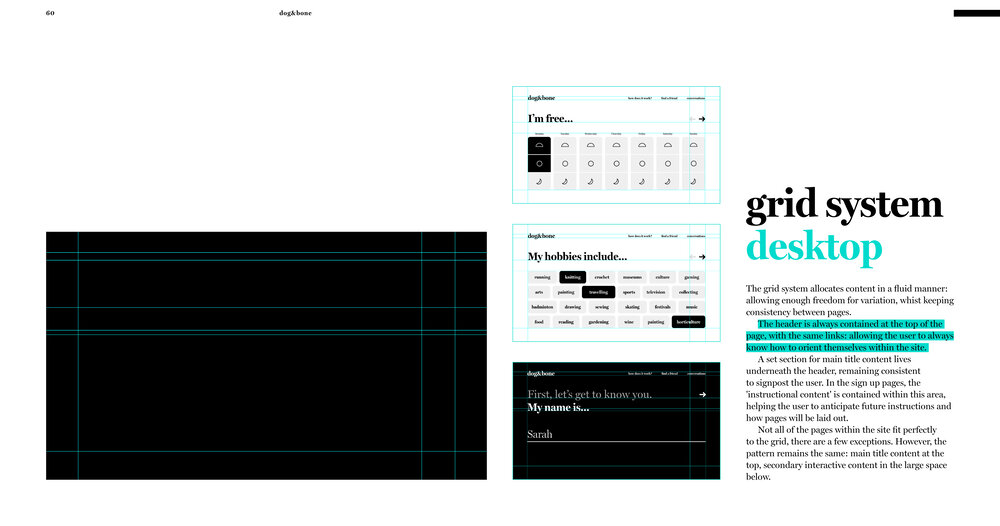 60
dog&bone
dog&bone
how does it work? find a friend conversations
I'm free...
dog&bone
how does it work? find a friend conversations
My hobbies include...
running knitting crochet museums culture gaming
arts painting travelling sports television collecting
badminton drawing sewing skating festivals music
food reading gardening wine painting horticulture
dog&bone
how does it work? find a friend conversations
First, let's get to know you.
My name is...
Sarah
grid system
desktop
The grid system allocates content in a fluid manner:
allowing enough freedom for variation, whist keeping
consistency between pages.
The header is always contained at the top of the
page, with the same links: allowing the user to always
know how to orient themselves within the site.
A set section for main title content lives
underneath the header, remaining consistent
to signpost the user. In the sign up pages, the
'instructional content' is contained within this area,
helping the user to anticipate future instructions and
how pages will be laid out.
Not all of the pages within the site fit perfectly
to the grid, there are a few exceptions. However, the
pattern remains the same: main title content at the
top, secondary interactive content in the large space
below.